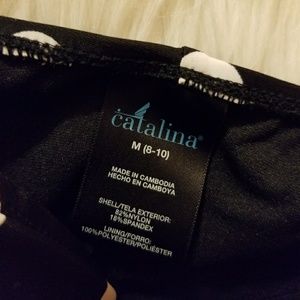 catalina®
M (8-10)
MADE IN CAMBODIA
HECHO EN CAMBOYA
SHELL/TELA EXTERIOR:
82%NYLON
18%SPANDEX
LINING/FORRO:
100%POLYESTER/POLIÉSTER